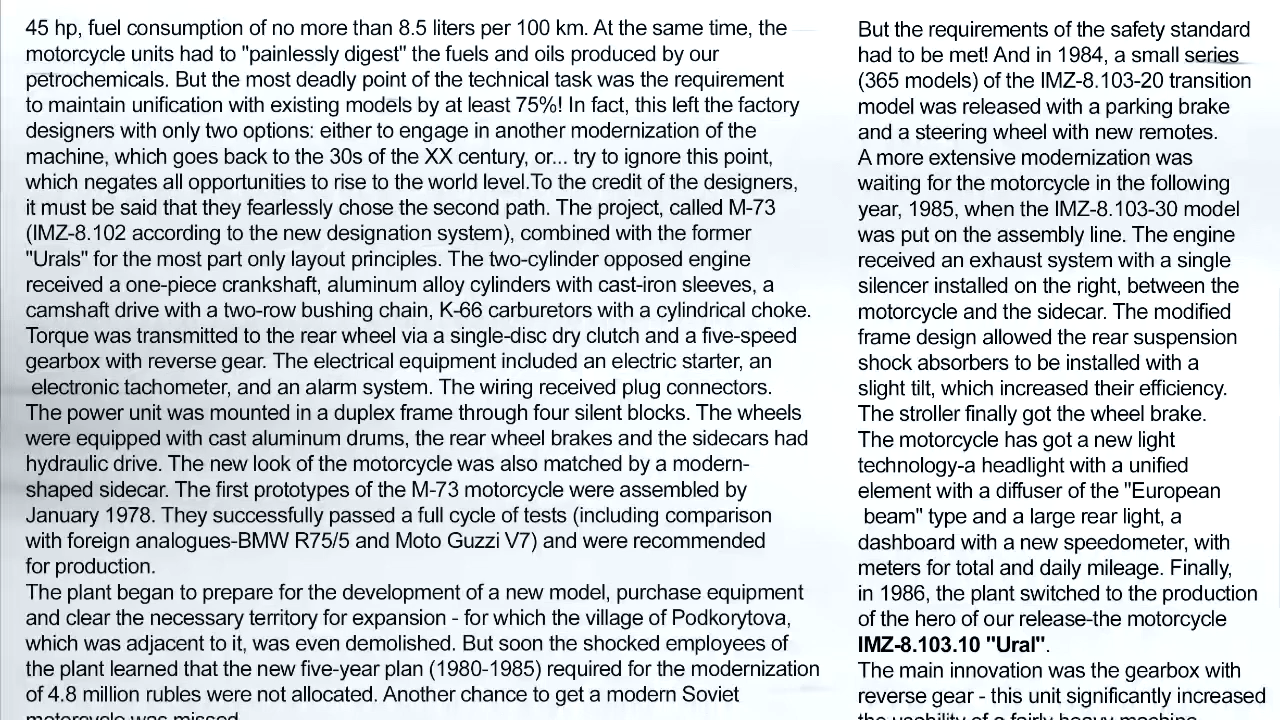 45 hp, fuel consumption of no more than 8.5 liters per 100 km. At the same time, the
motorcycle units had to "painlessly digest" the fuels and oils produced by our
petrochemicals. But the most deadly point of the technical task was the requirement
to maintain unification with existing models by at least 75%! In fact, this left the factory
designers with only two options: either to engage in another modernization of the
machine, which goes back to the 30s of the XX century, or... try to ignore this point,
which negates all opportunities to rise to the world level.To the credit of the designers,
it must be said that they fearlessly chose the second path. The project, called M-73
(IMZ-8.102 according to the new designation system), combined with the former
"Urals" for the most part only layout principles. The two-cylinder opposed engine
received a one-piece crankshaft, aluminum alloy cylinders with cast-iron sleeves, a
camshaft drive with a two-row bushing chain, K-66 carburetors with a cylindrical choke.
Torque was transmitted to the rear wheel via a single-disc dry clutch and a five-speed
gearbox with reverse gear. The electrical equipment included an electric starter, an
electronic tachometer, and an alarm system. The wiring received plug connectors.
The power unit was mounted in a duplex frame through four silent blocks. The wheels
were equipped with cast aluminum drums, the rear wheel brakes and the sidecars had
hydraulic drive. The new look of the motorcycle was also matched by a modern-
shaped sidecar. The first prototypes of the M-73 motorcycle were assembled by
January 1978. They successfully passed a full cycle of tests (including comparison
with foreign analogues-BMW R75/5 and Moto Guzzi V7) and were recommended
for production.
The plant began to prepare for the development of a new model, purchase equipment
and clear the necessary territory for expansion - for which the village of Podkorytova,
which was adjacent to it, was even demolished. But soon the shocked employees of
the plant learned that the new five-year plan (1980-1985) required for the modernization
of 4.8 million rubles were not allocated. Another chance to get a modern Soviet
motorcycle was missed.
But the requirements of the safety standard
had to be met! And in 1984, a small series
(365 models) of the IMZ-8.103-20 transition
model was released with a parking brake
and a steering wheel with new remotes.
A more extensive modernization was
waiting for the motorcycle in the following
year, 1985, when the IMZ-8.103-30 model
was put on the assembly line. The engine
received an exhaust system with a single
silencer installed on the right, between the
motorcycle and the sidecar. The modified
frame design allowed the rear suspension
shock absorbers to be installed with a
slight tilt, which increased their efficiency.
The stroller finally got the wheel brake.
The motorcycle has got a new light
technology-a headlight with a unified
element with a diffuser of the "European
beam" type and a large rear light, a
dashboard with a new speedometer, with
meters for total and daily mileage. Finally,
in 1986, the plant switched to the production
of the hero of our release-the motorcycle
IMZ-8.103.10 "Ural".
The main innovation was the gearbox with
reverse gear - this unit significantly increased
the usability of a fairly heavy machine